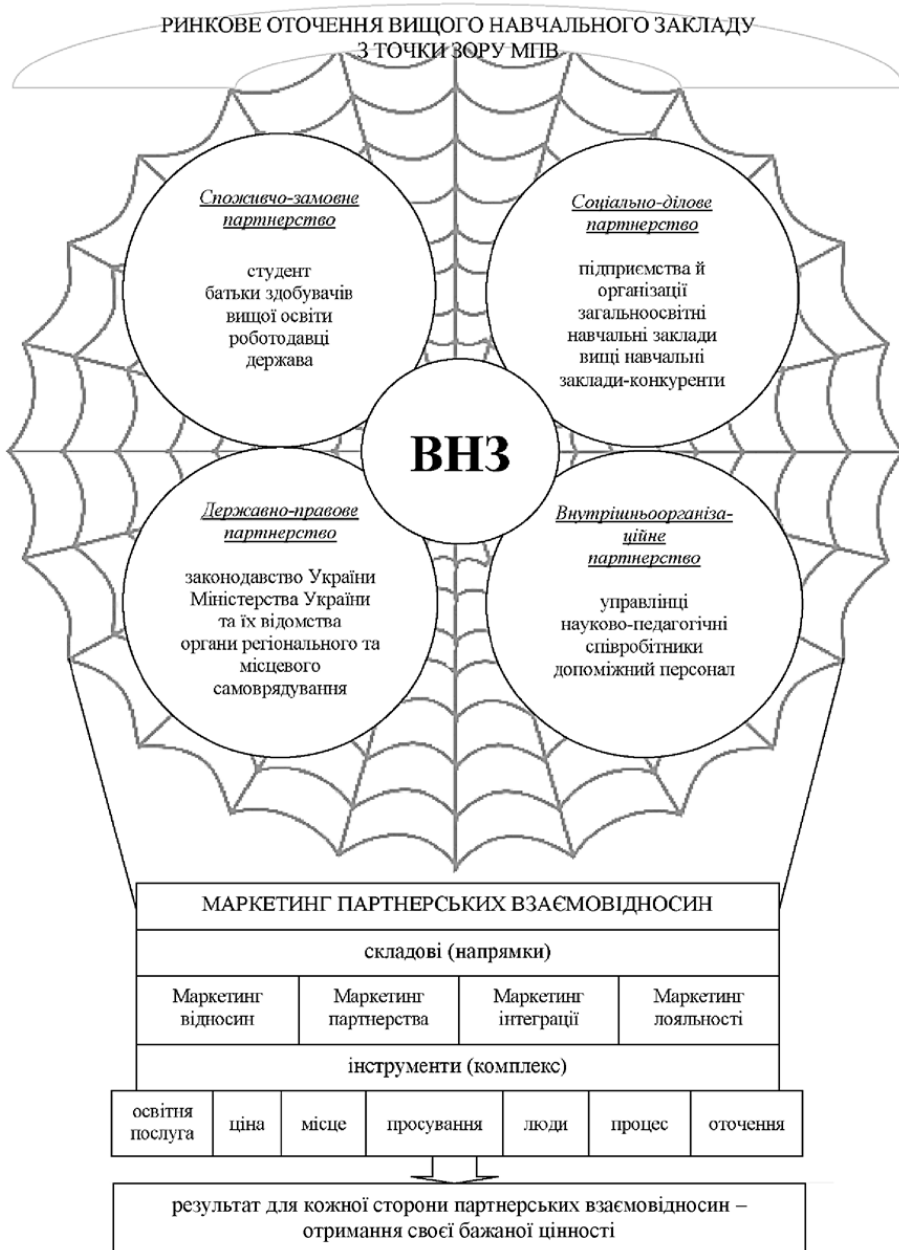 РИНКОВЕ ОТОЧЕННЯ ВИЩОГО НАВЧАЛЬНОГО ЗАКЛАДУ
З ТОЧКИ ЗОРУ МПВ
Споживчо-замовне
партнерство
студент
батьки здобувачів
вищої освіти
роботодавці
держава
Соціально-ділове
партнерство
підприємства й
організації
загальноосвітні
навчальні заклади
вищі навчальні
заклади-конкуренти
ВНЗ
Державно-правове
партнерство
законодавство України
Міністерства України
та їх відомства
органи регіонального та
місцевого
самоврядування
Внутрішньоорганіза-
ційне
партнерство
управлінці
науково-педагогічні
співробітники
допоміжний персонал
МАРКЕТИНГ ПАРТНЕРСЬКИХ ВЗАЄМОВІДНОСИН
складові (напрямки)
Маркетинг
відносин
Маркетинг
партнерства
Маркетинг
інтеграції
Маркетинг
лояльності
інструменти (комплекс)
освітня
послуга
ціна
місце
просування
люди
процес
оточення
результат для кожної сторони партнерських взаємовідносин –
отримання своєї бажаної цінності